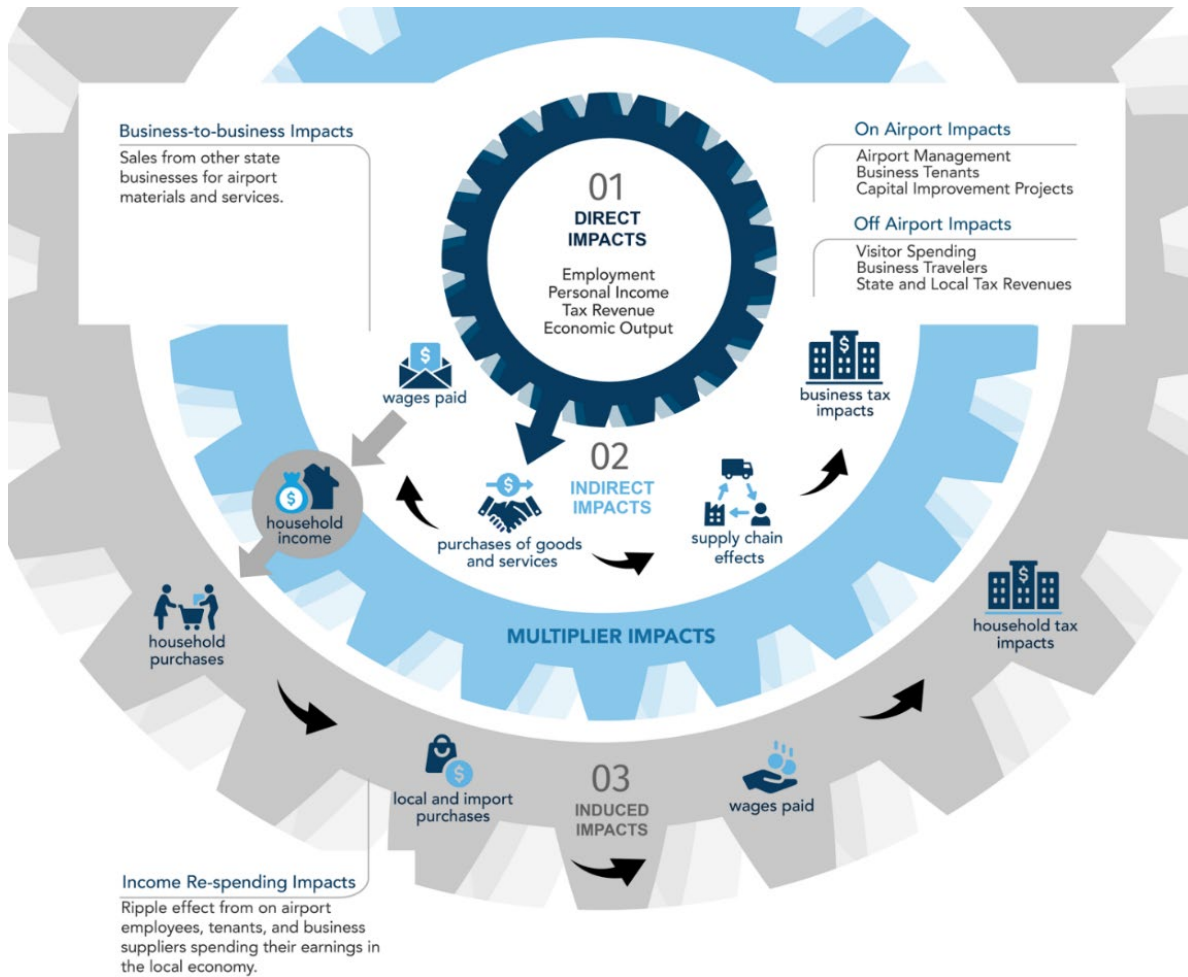 Business-to-business Impacts
Sales from other state
businesses for airport
materials and services.
01
DIRECT
IMPACTS
Employment
Personal Income
Tax Revenue
Economic Output
On Airport Impacts
Airport Management
Business Tenants
Capital Improvement Projects
Off Airport Impacts
Visitor Spending
Business Travelers
State and Local Tax Revenues
$
wages paid
$
business tax
impacts
02
INDIRECT
IMPACTS
$
purchases of goods
and services
supply chain
effects
$
household
income
MULTIPLIER IMPACTS
household
purchases
$
household tax
impacts
$
local and import
purchases
03
INDUCED
IMPACTS
wages paid
Income Re-spending Impacts
Ripple effect from on airport
employees, tenants, and business
suppliers spending their earnings in
the local economy.